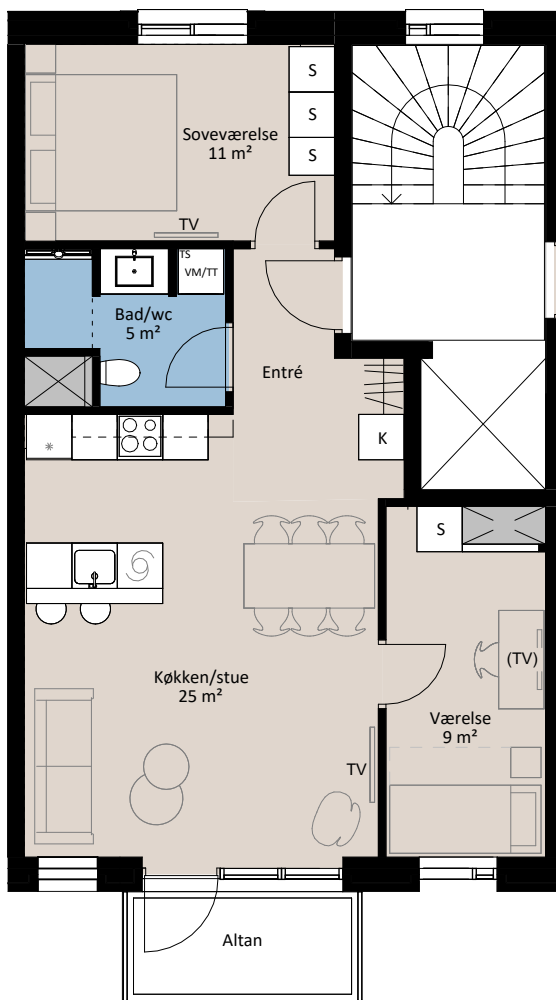 S
S
S
Soveværelse
11 m²
TV
TS
VM/TT
Bad/wc
5 m²
Entré
K
S
(TV)
Køkken/stue
25 m²
Værelse
9 m²
TV
Altan